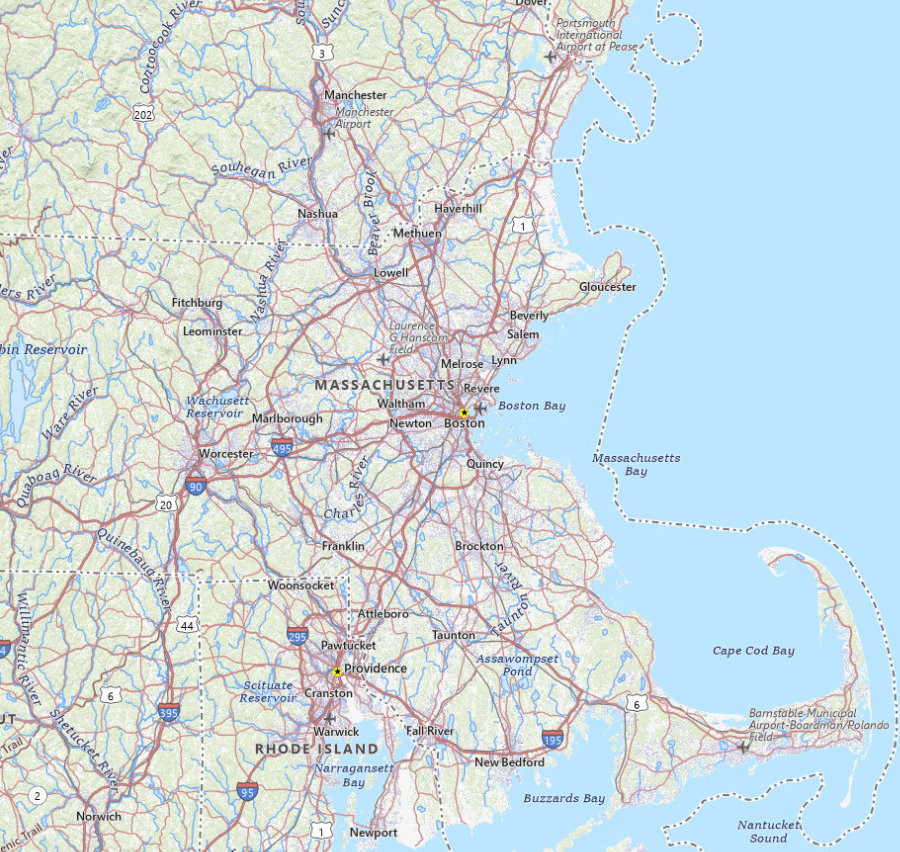 Dover
Portsmouth
International
Airport at Pease
Contoocook River
3
Manchester
Manchester
Airport
202
Souhegan River
Beaver Brook
Nashua
Haverhill
1
Methuen
Nashua River
Lowell
Gloucester
Fitchburg
Leominster
Beverly
Salem
Laurence
G Hanscom
Field
Melrose
Lynn
MASSACHUSETTS
Revere
Wachusett
Reservoir
Waltham
Boston Bay
Ware River
Marlborough
Newton
Boston
495
Worcester
Massachusetts
Bay
Quincy
Quaboag River
90
20
Charles River
Quinebaug River
Franklin
Brockton
Woonsocket
Taunton River
Willimantic River
44
Attleboro
295
Taunton
Pawtucket
Cape Cod Bay
Assawompset
Pond
Providence
Scituate
Reservoir
Cranston
6
6
395
Shetucket River
Barnstable Municipal
Airport-Boardman/Polando
Field
Warwick
Fall River
195
RHODE ISLAND
New Bedford
Narragansett
Bay
95
2
Buzzards Bay
Norwich
1
Newport
Nantucket
Sound